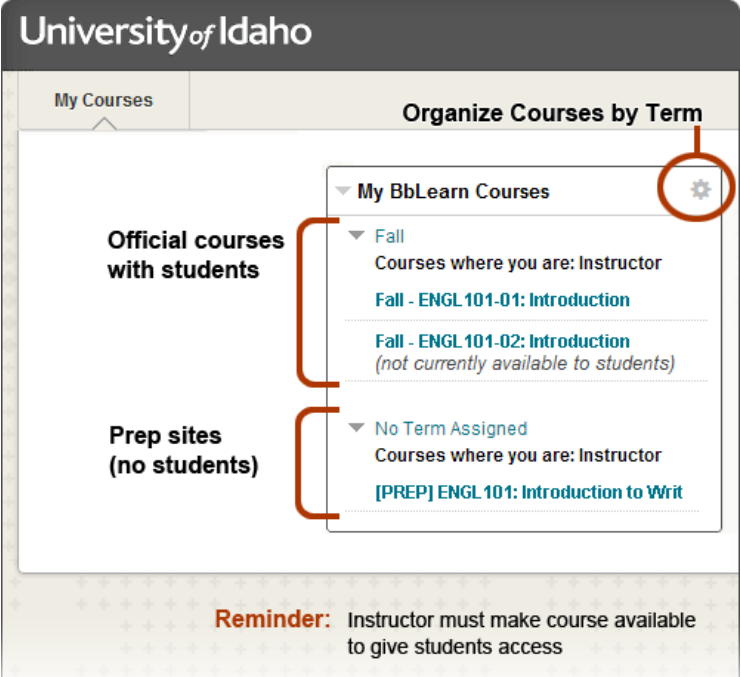 University of Idaho
My Courses
Organize Courses by Term
My BbLearn Courses
Official courses
with students
Fall
Courses where you are: Instructor
Fall - ENGL101-01: Introduction
Fall - ENGL101-02: Introduction
(not currently available to students)
Prep sites
(no students)
No Term Assigned
Courses where you are: Instructor
[PREP] ENGL101: Introduction to Writ
Reminder: Instructor must make course available
to give students access